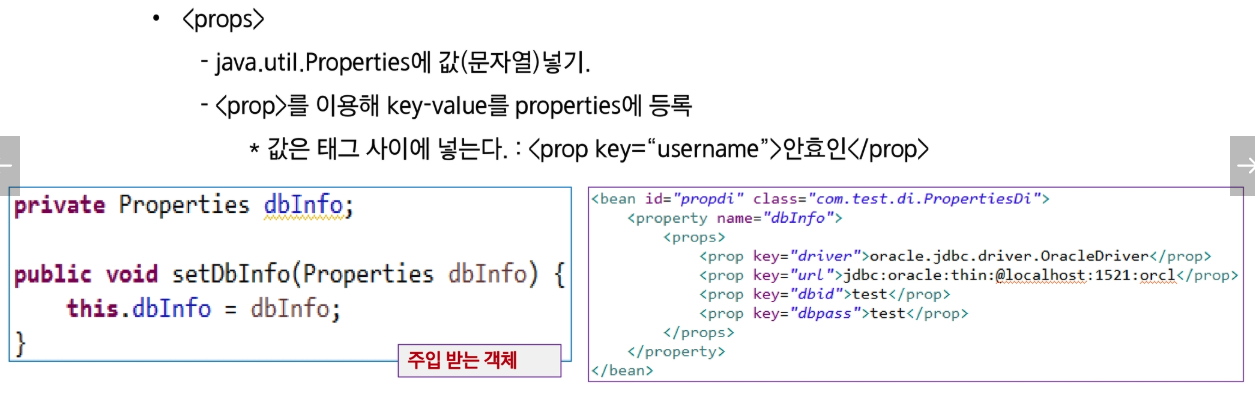 • <props>
- java.util.Properties에 값(문자열)넣기.
- <prop>를 이용해 key-value를 properties에 등록
* 값은 태그 사이에 넣는다. : <prop key=“username”>안효인</prop>
private Properties dbInfo;
public void setDbInfo(Properties dbInfo) {
this.dbInfo = dbInfo;
}
주입 받는 객체
<bean id="propdi" class="com.test.di.PropertiesDi">
<property name="dbInfo">
<props>
<prop key="driver">oracle.jdbc.driver.OracleDriver</prop>
<prop key="url">jdbc:oracle:thin:@localhost:1521:orcl</prop>
<prop key="dbid">test</prop>
<prop key="dbpass">test</prop>
</props>
</property>
</bean>